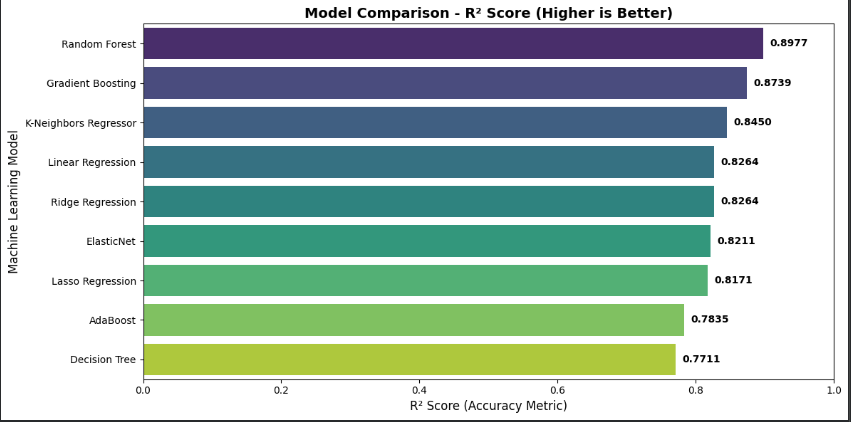 Model Comparison - R² Score (Higher is Better)
Machine Learning Model
Random Forest 0.8977
Gradient Boosting 0.8739
K-Neighbors Regressor 0.8450
Linear Regression 0.8264
Ridge Regression 0.8264
ElasticNet 0.8211
Lasso Regression 0.8171
AdaBoost 0.7835
Decision Tree 0.7711
0.0 0.2 0.4 0.6 0.8 1.0
R² Score (Accuracy Metric)